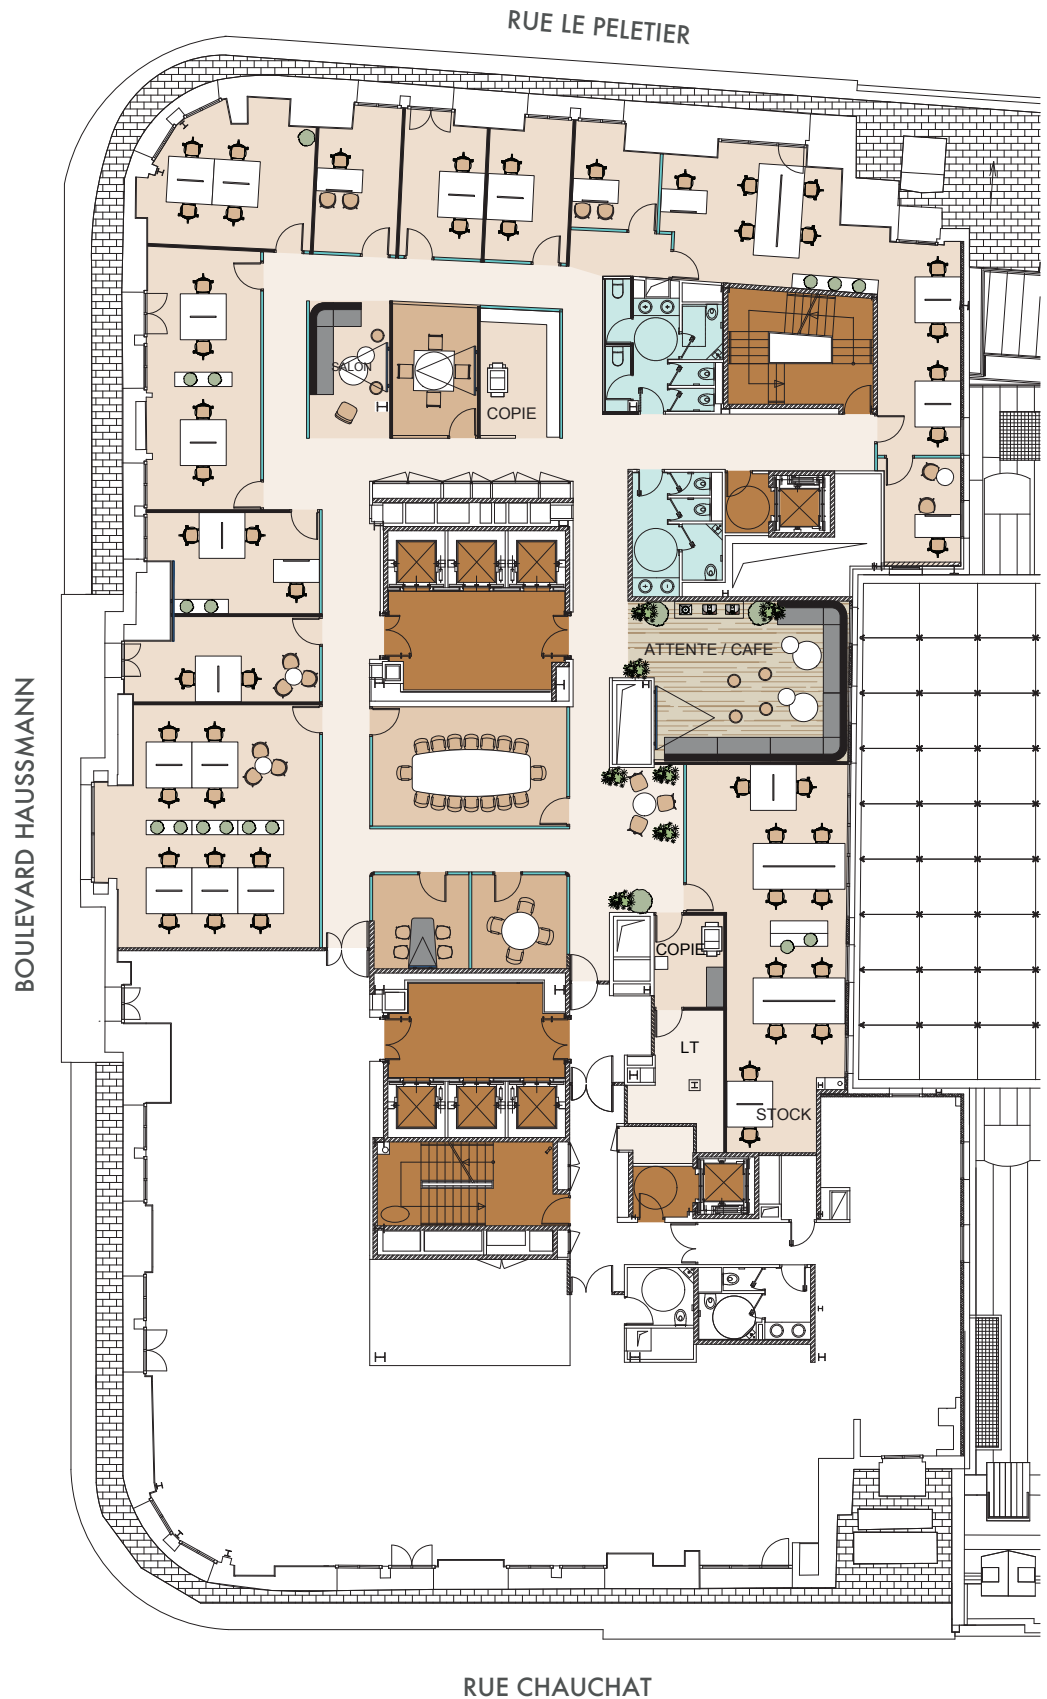 RUE LE PELETIER
SALON
COPIE
ATTENTE / CAFE
BOULEVARD HAUSSMANN
COPIE
LT
STOCK
RUE CHAUCHAT